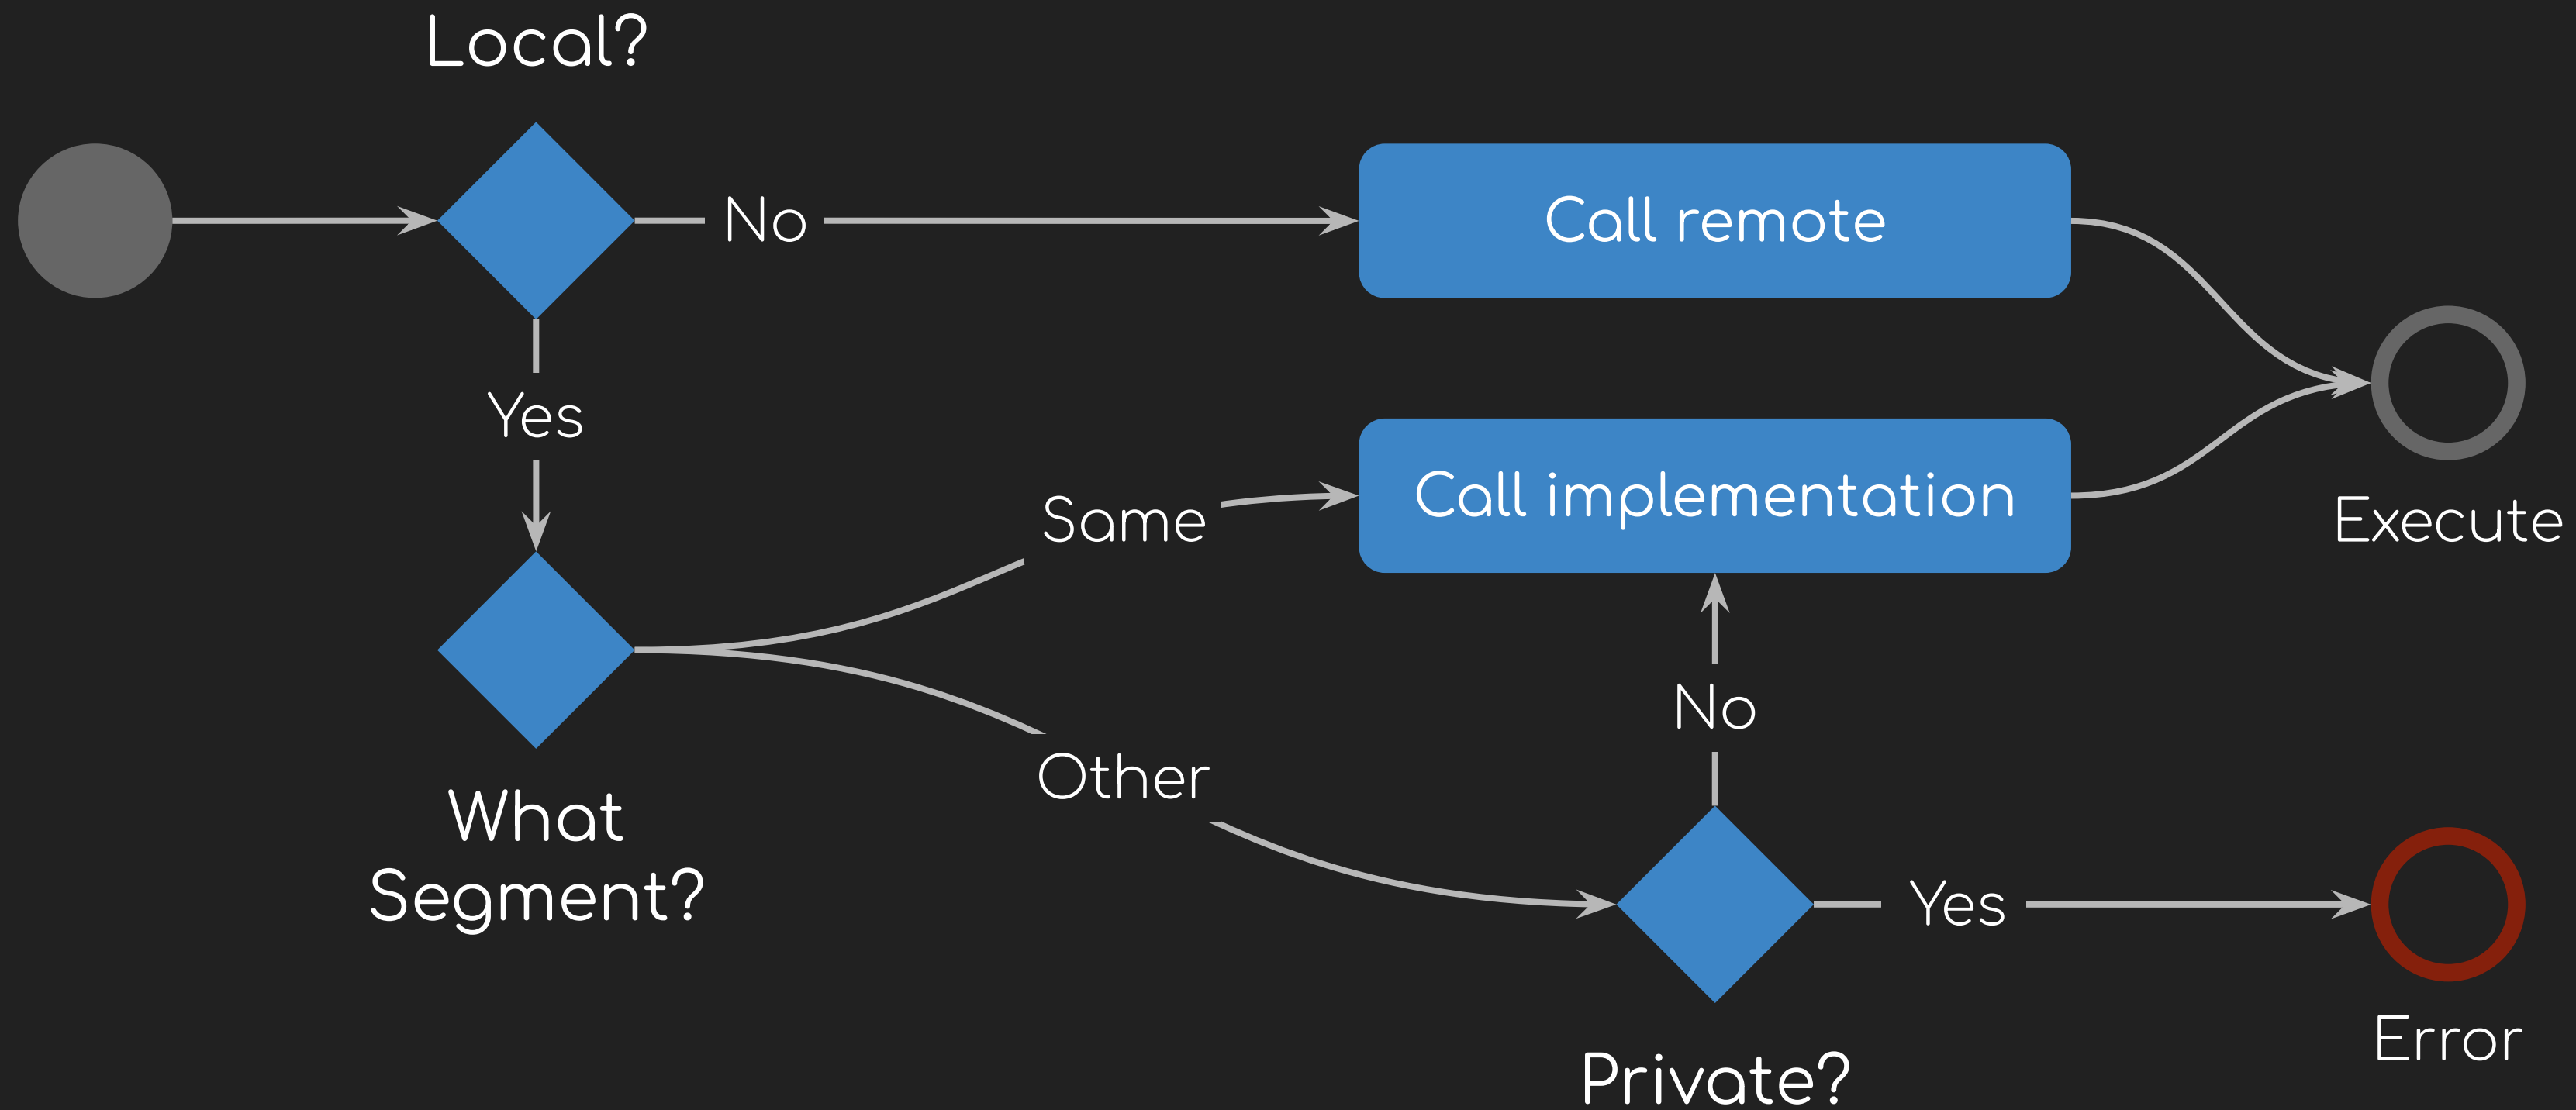 Local?
No
Call remote
Yes
Same
Call implementation
Execute
What
Segment?
Other
No
Yes
Error
Private?